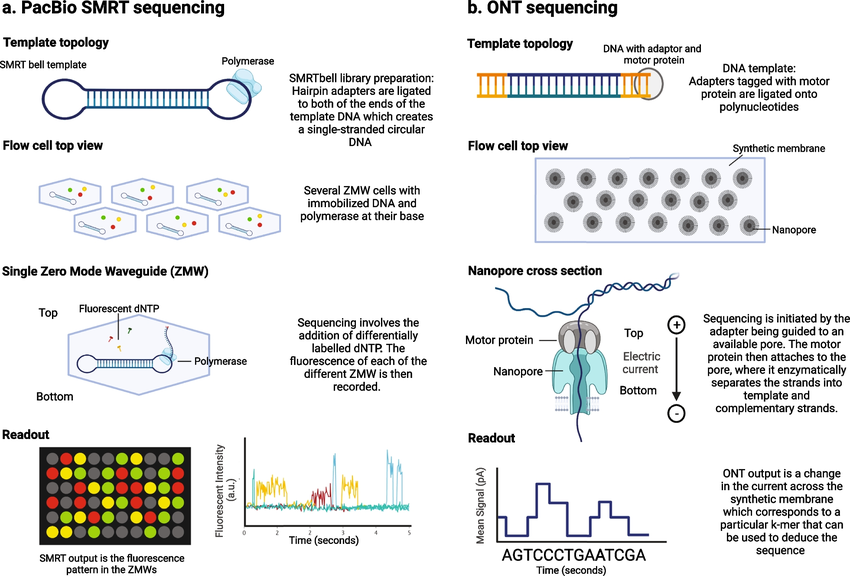 a. PacBio SMRT sequencing
Template topology
SMRT bell template
Polymerase
SMRTbell library preparation:
Hairpin adapters are ligated
to both of the ends of the
template DNA which creates
a single-stranded circular
DNA
Flow cell top view
Several ZMW cells with
immobilized DNA and
polymerase at their base
Single Zero Mode Waveguide (ZMW)
Top
Fluorescent dNTP
Polymerase
Bottom
Sequencing involves the
addition of differentially
labelled dNTP. The
fluorescence of each of the
different ZMW is then
recorded.
Readout
SMRT output is the fluorescence
pattern in the ZMWs
Fluorescent Intensity
(a.u.)
0 1 2 2 3 4 5
Time (seconds)
b. ONT sequencing
Template topology
DNA with adaptor and
motor protein
DNA template:
Adapters tagged with motor
protein are ligated onto
polynucleotides
Flow cell top view
Synthetic membrane
Nanopore
Nanopore cross section
Motor protein
Nanopore
Top
Electric
current
Bottom
+
-
Sequencing is initiated by the
adapter being guided to an
available pore. The motor
protein then attaches to the
pore, where it enzymatically
separates the strands into
template and
complementary strands.
Readout
Mean Signal (pA)
AGTCCCTGAATCGA
Time (seconds)
ONT output is a change
in the current across the
synthetic membrane
which corresponds to a
particular k-mer that can
be used to deduce the
sequence